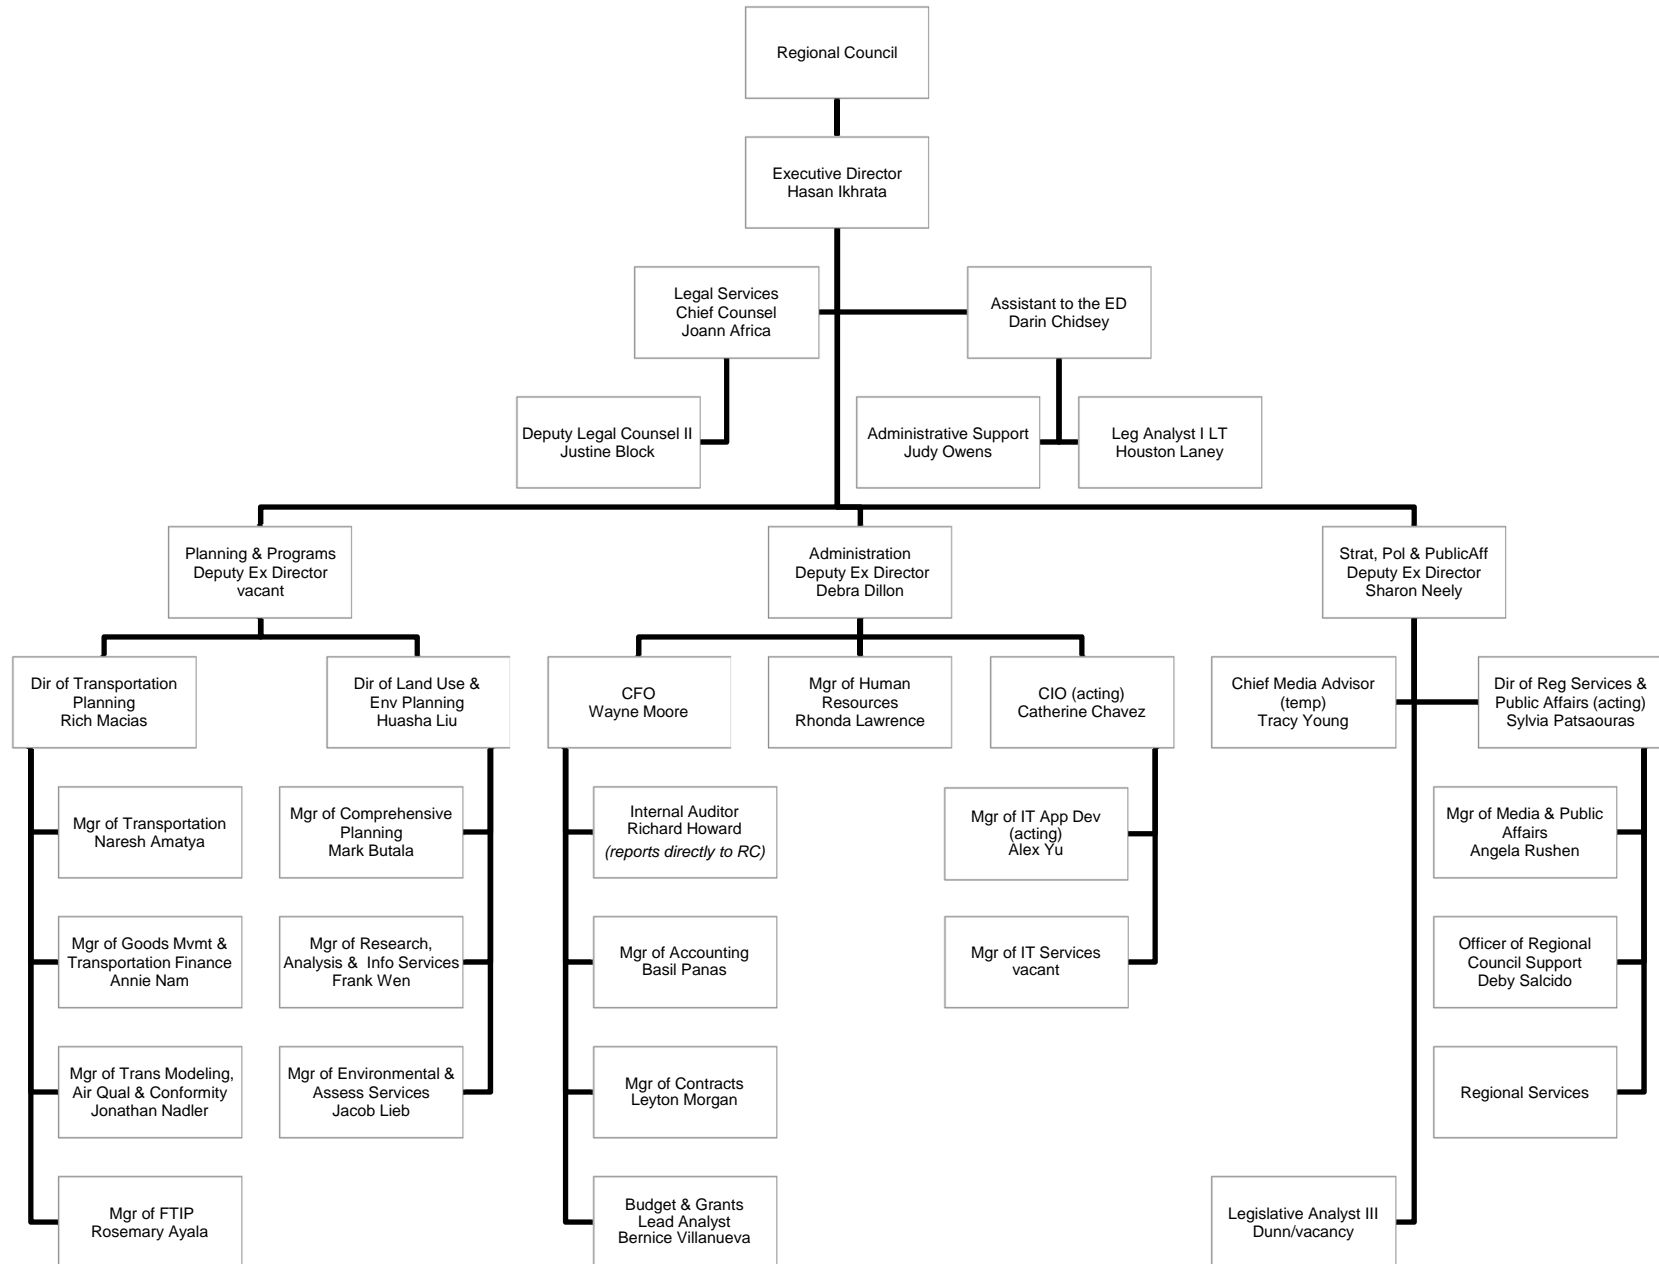 Regional Council
Executive Director
Hasan Ikhrata
Legal Services
Chief Counsel
Joann Africa
Assistant to the ED
Darin Chidsey
Deputy Legal Counsel II
Justine Block
Administrative Support
Judy Owens
Leg Analyst I LT
Houston Laney
Planning & Programs
Deputy Ex Director
vacant
Administration
Deputy Ex Director
Debra Dillon
Strat, Pol & PublicAff
Deputy Ex Director
Sharon Neely
Dir of Transportation
Planning
Rich Macias
Dir of Land Use &
Env Planning
Huasha Liu
CFO
Wayne Moore
Mgr of Human
Resources
Rhonda Lawrence
CIO (acting)
Catherine Chavez
Chief Media Advisor
(temp)
Tracy Young
Dir of Reg Services &
Public Affairs (acting)
Sylvia Patsaouras
Mgr of Transportation
Naresh Amatya
Mgr of Comprehensive
Planning
Mark Butala
Internal Auditor
Richard Howard
(reports directly to RC)
Mgr of IT App Dev
(acting)
Alex Yu
Mgr of Media & Public
Affairs
Angela Rushen
Mgr of Goods Mvmt &
Transportation Finance
Annie Nam
Mgr of Research,
Analysis & Info Services
Frank Wen
Mgr of Accounting
Basil Panas
Mgr of IT Services
vacant
Officer of Regional
Council Support
Deby Salcido
Mgr of Trans Modeling,
Air Qual & Conformity
Jonathan Nadler
Mgr of Environmental &
Assess Services
Jacob Lieb
Mgr of Contracts
Leyton Morgan
Regional Services
Mgr of FTIP
Rosemary Ayala
Budget & Grants
Lead Analyst
Bernice Villanueva
Legislative Analyst III
Dunn/vacancy